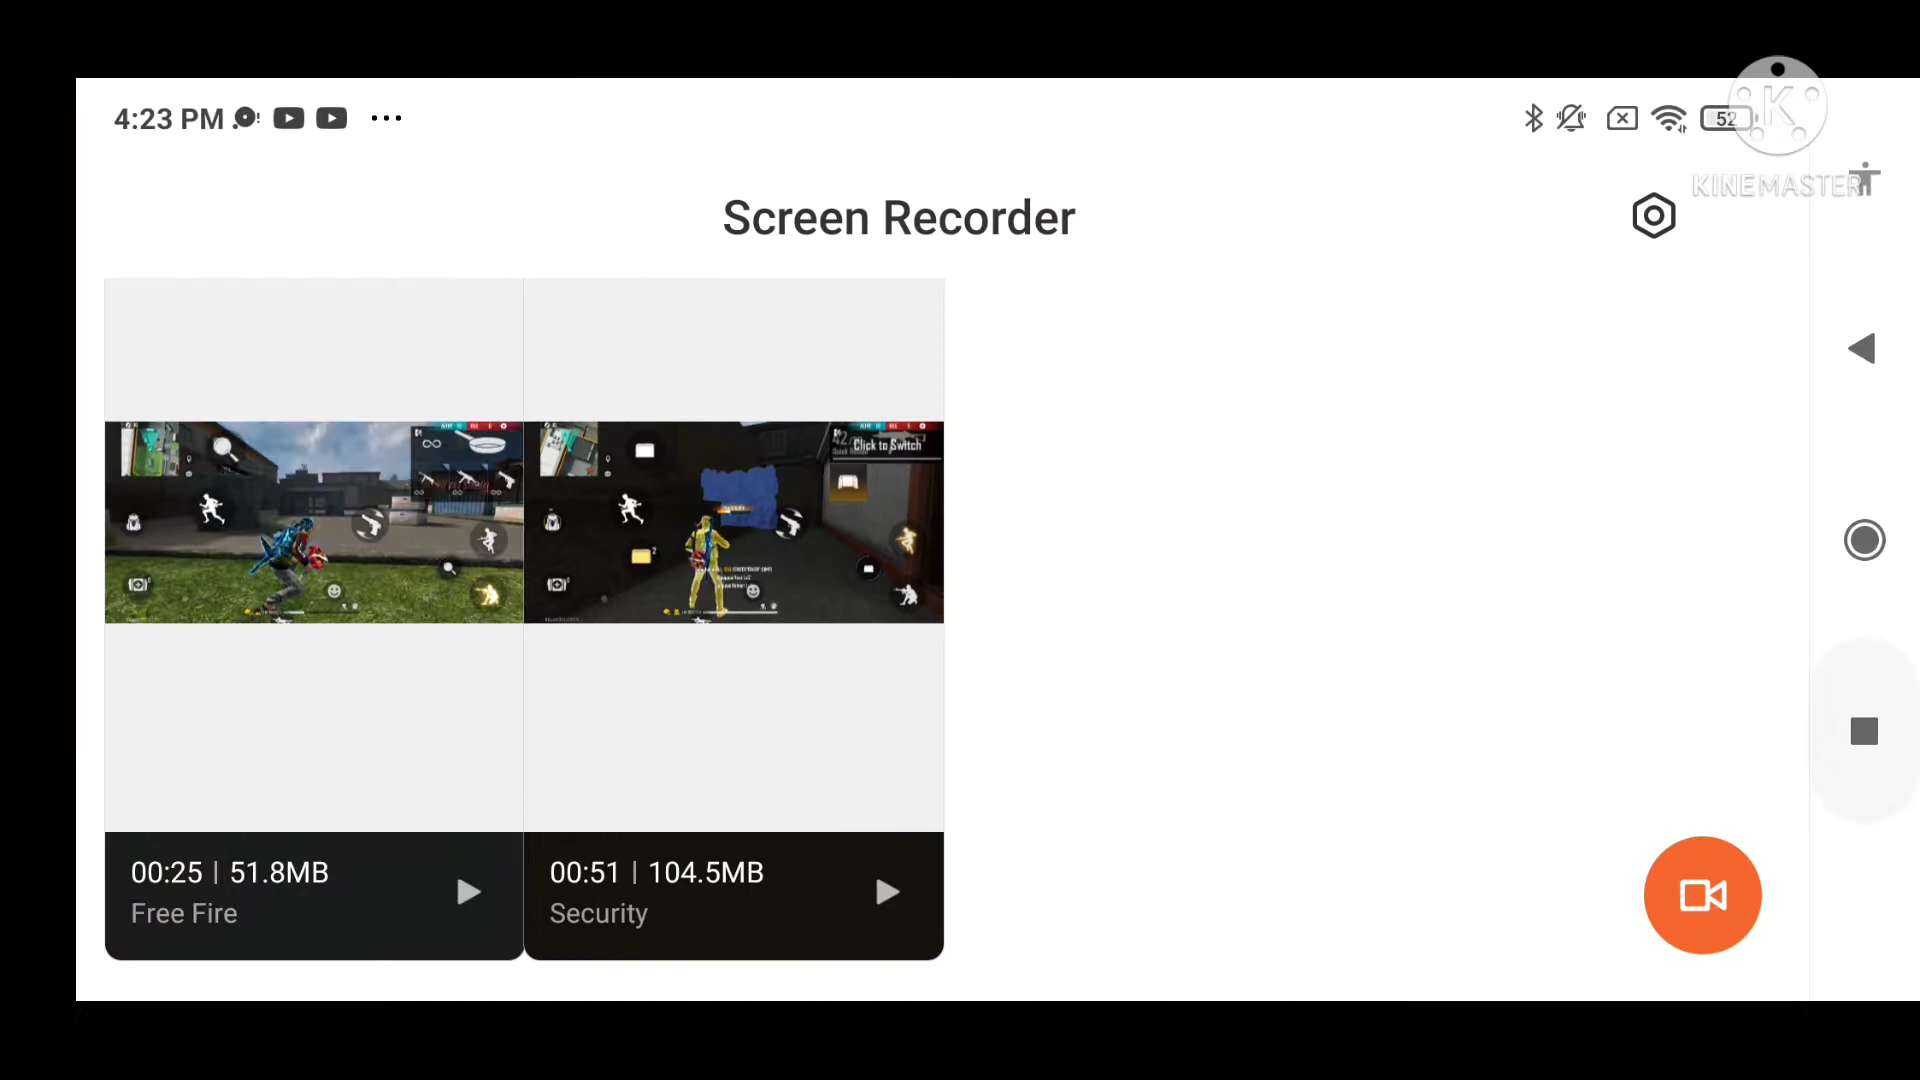 4:23 PM
52
KINEMASTER
Screen Recorder
Click to Switch
00:25 | 51.8MB
Free Fire
00:51 | 104.5MB
Security